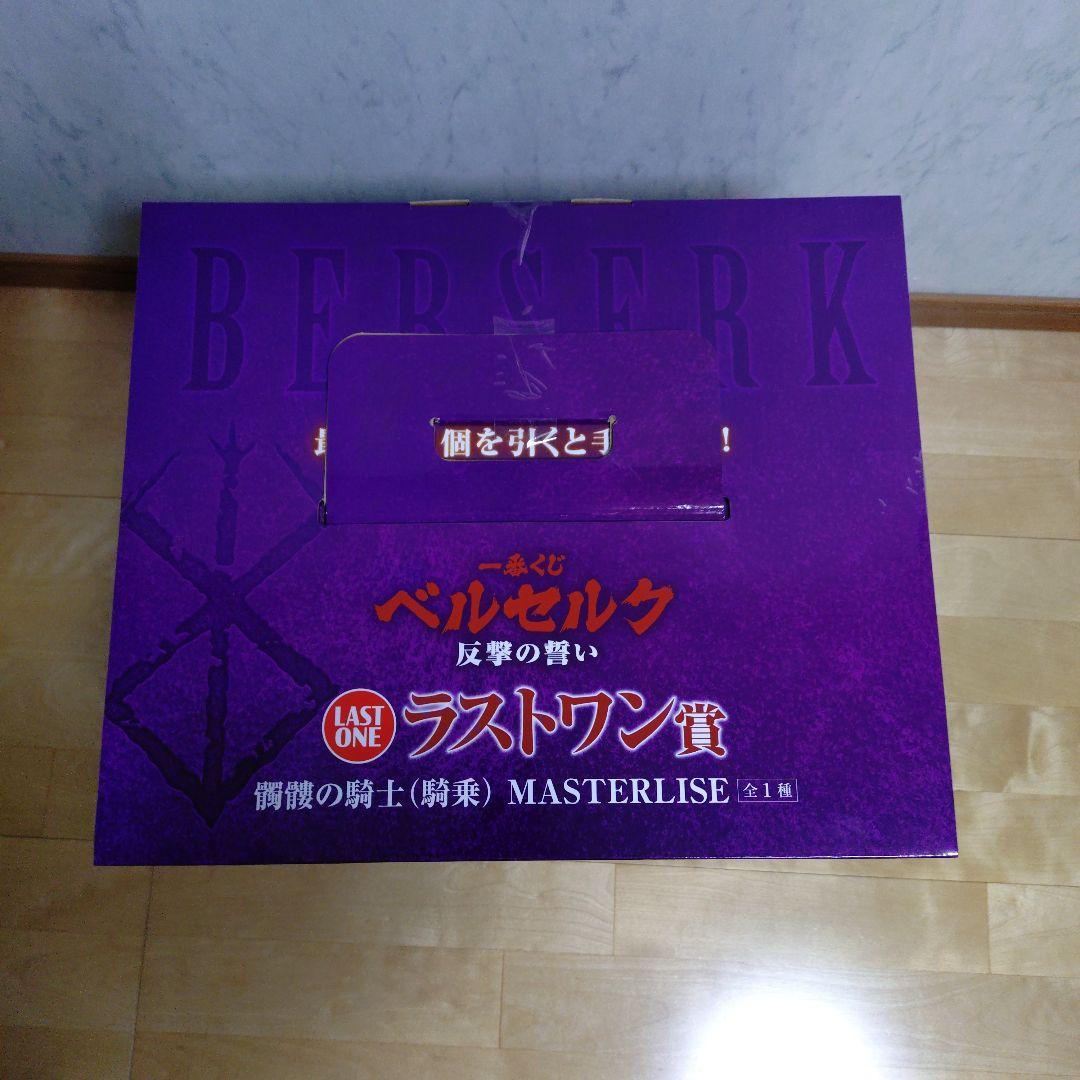 BERSERK
個を引くと手
!
一番くじ
ベルセルク
反撃の誓い
LAST ONE ラストワン賞
髑髏の騎士(騎乗) MASTERLISE 全1種